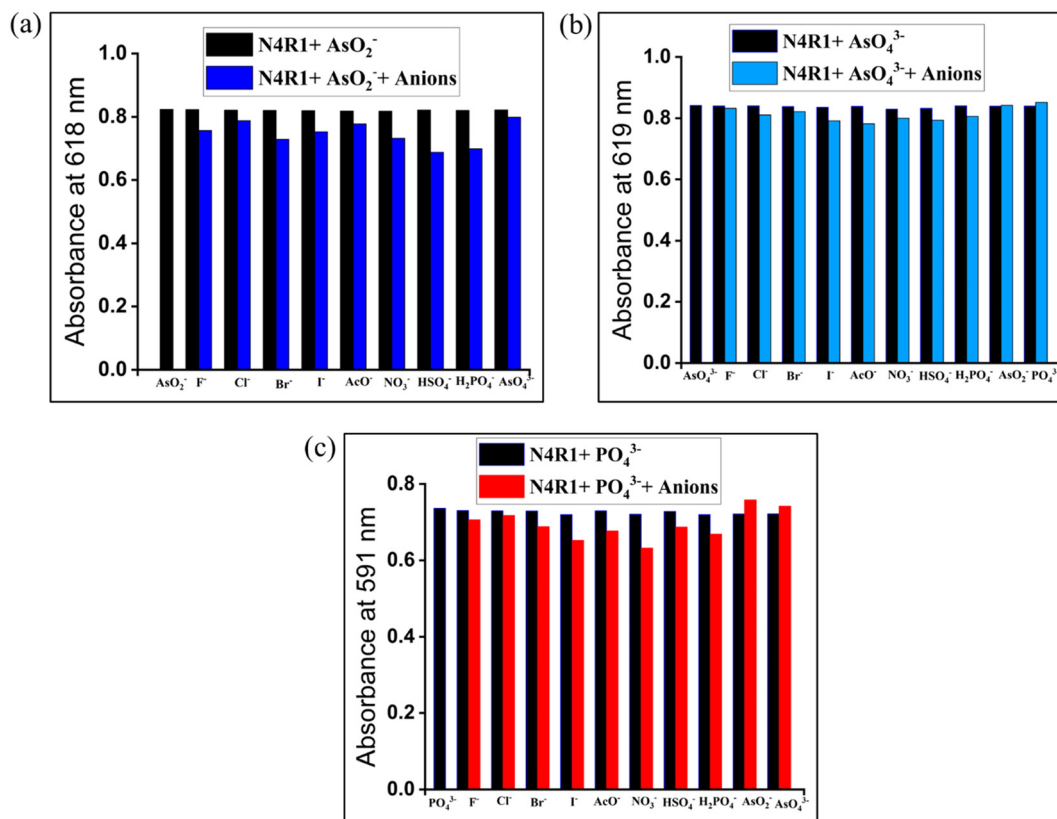 (a)
N4R1+ AsO₂⁻
N4R1+ AsO₂⁻+ Anions
Absorbance at 618 nm
1.0
0.8
0.6
0.4
0.2
0.0
AsO₂⁻ F⁻ Cl⁻ Br⁻ I⁻ AcO⁻ NO₃⁻ HSO₄⁻ H₂PO₄⁻ AsO₄³⁻
(b)
N4R1+ AsO₄³⁻
N4R1+ AsO₄³⁻+ Anions
Absorbance at 619 nm
1.0
0.8
0.6
0.4
0.2
0.0
AsO₄³⁻ F⁻ Cl⁻ Br⁻ I⁻ AcO⁻ NO₃⁻ HSO₄⁻ H₂PO₄⁻ AsO₂⁻ PO₄³⁻
(c)
N4R1+ PO₄³⁻
N4R1+ PO₄³⁻+ Anions
Absorbance at 591 nm
0.8
0.6
0.4
0.2
0.0
PO₄³⁻ F⁻ Cl⁻ Br⁻ I⁻ AcO⁻ NO₃⁻ HSO₄⁻ H₂PO₄⁻ AsO₂⁻ AsO₄³⁻